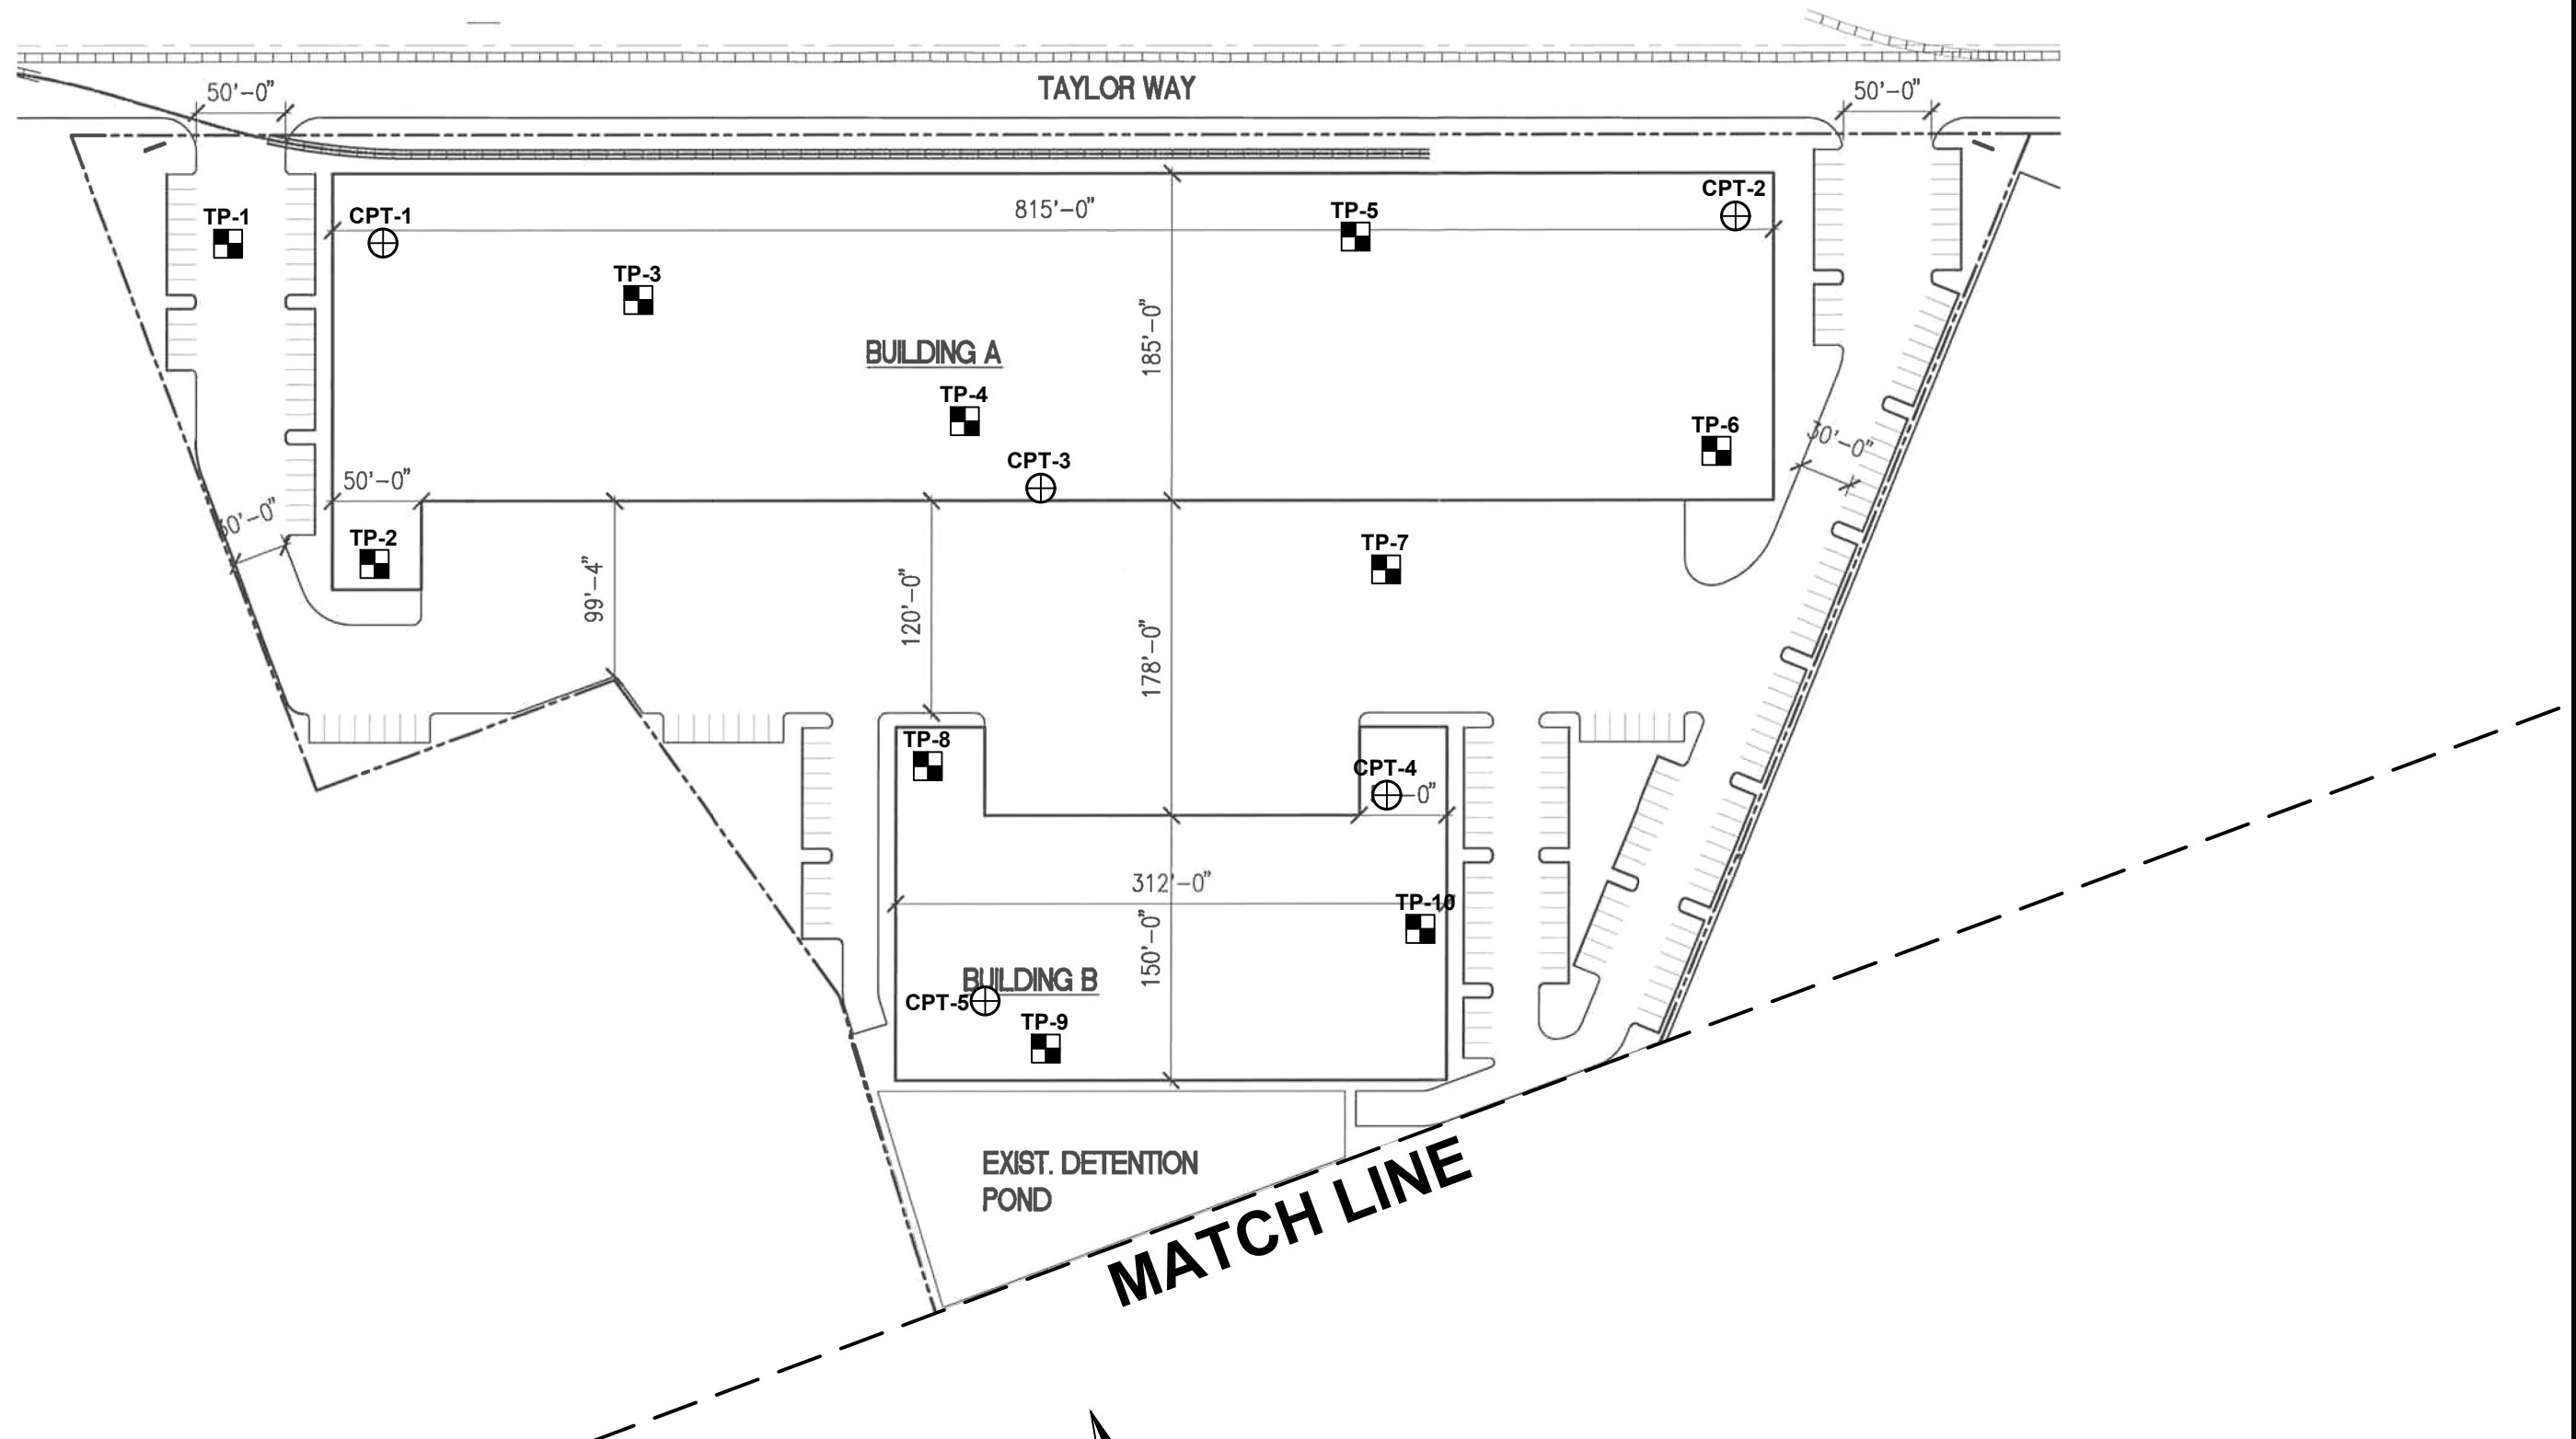 TAYLOR WAY
50'-0"
50'-0"
CPT-2
TP-1
CPT-1
815'-0"
TP-5
TP-3
185'-0"
BUILDING A
TP-4
TP-6
30'-0"
CPT-3
50'-0"
TP-2
TP-7
99'-4"
120'-0"
178'-0"
TP-8
CPT-4
-0"
312'-0"
TP-10
150'-0"
BUILDING B
CPT-5
TP-9
EXIST. DETENTION
POND
MATCH LINE